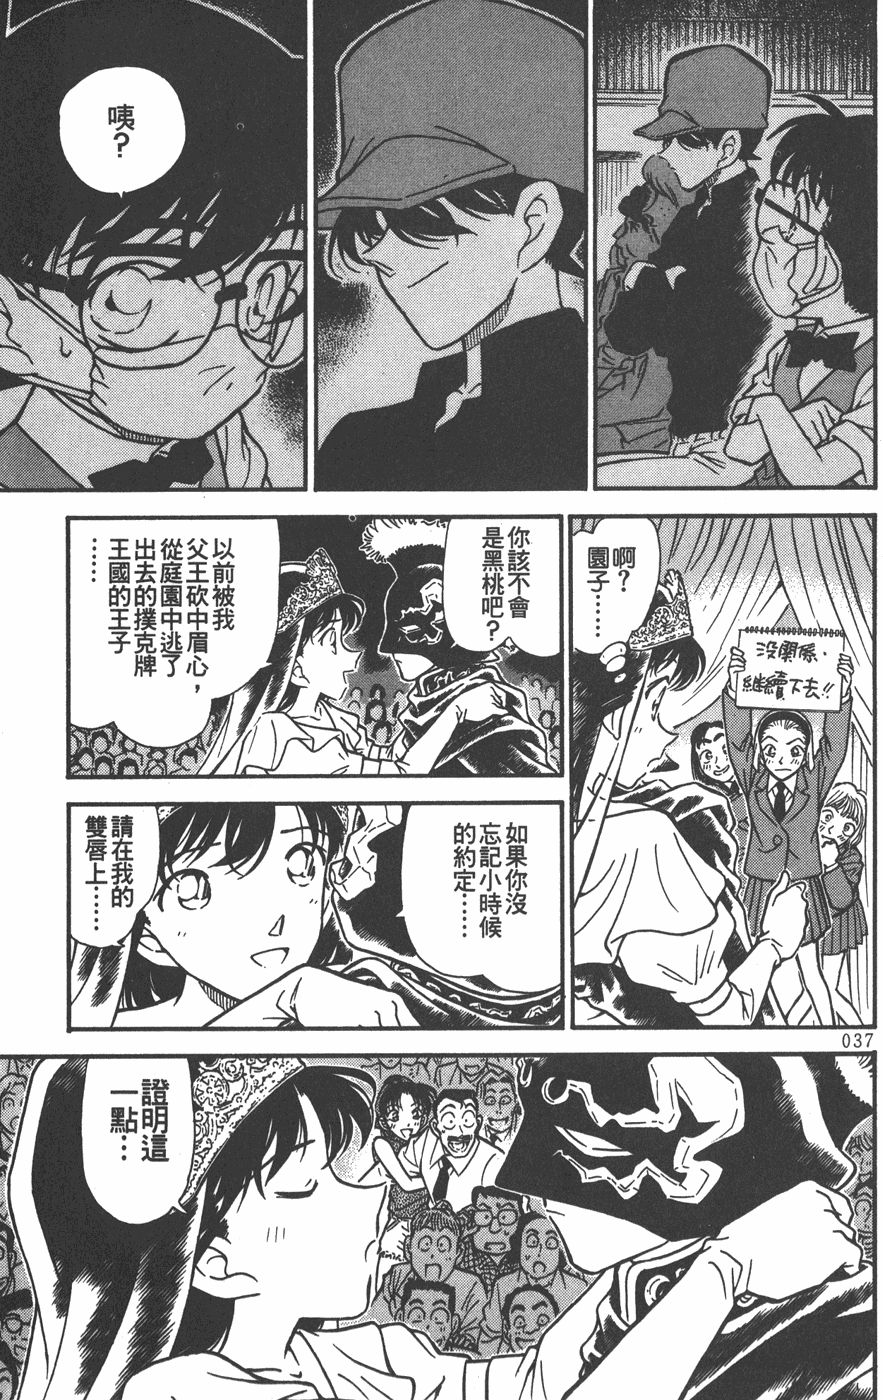 咦?
啊?
園子……
没関係·
継續下去!!
你該不會
是黑桃吧?
以前被我
父王砍中眉心,
從庭園中逃了
出去的撲克牌
王國的王子
……
如果你沒
忘記小時候
的約定……
請在我的
雙唇上……
037
證明這
一點…